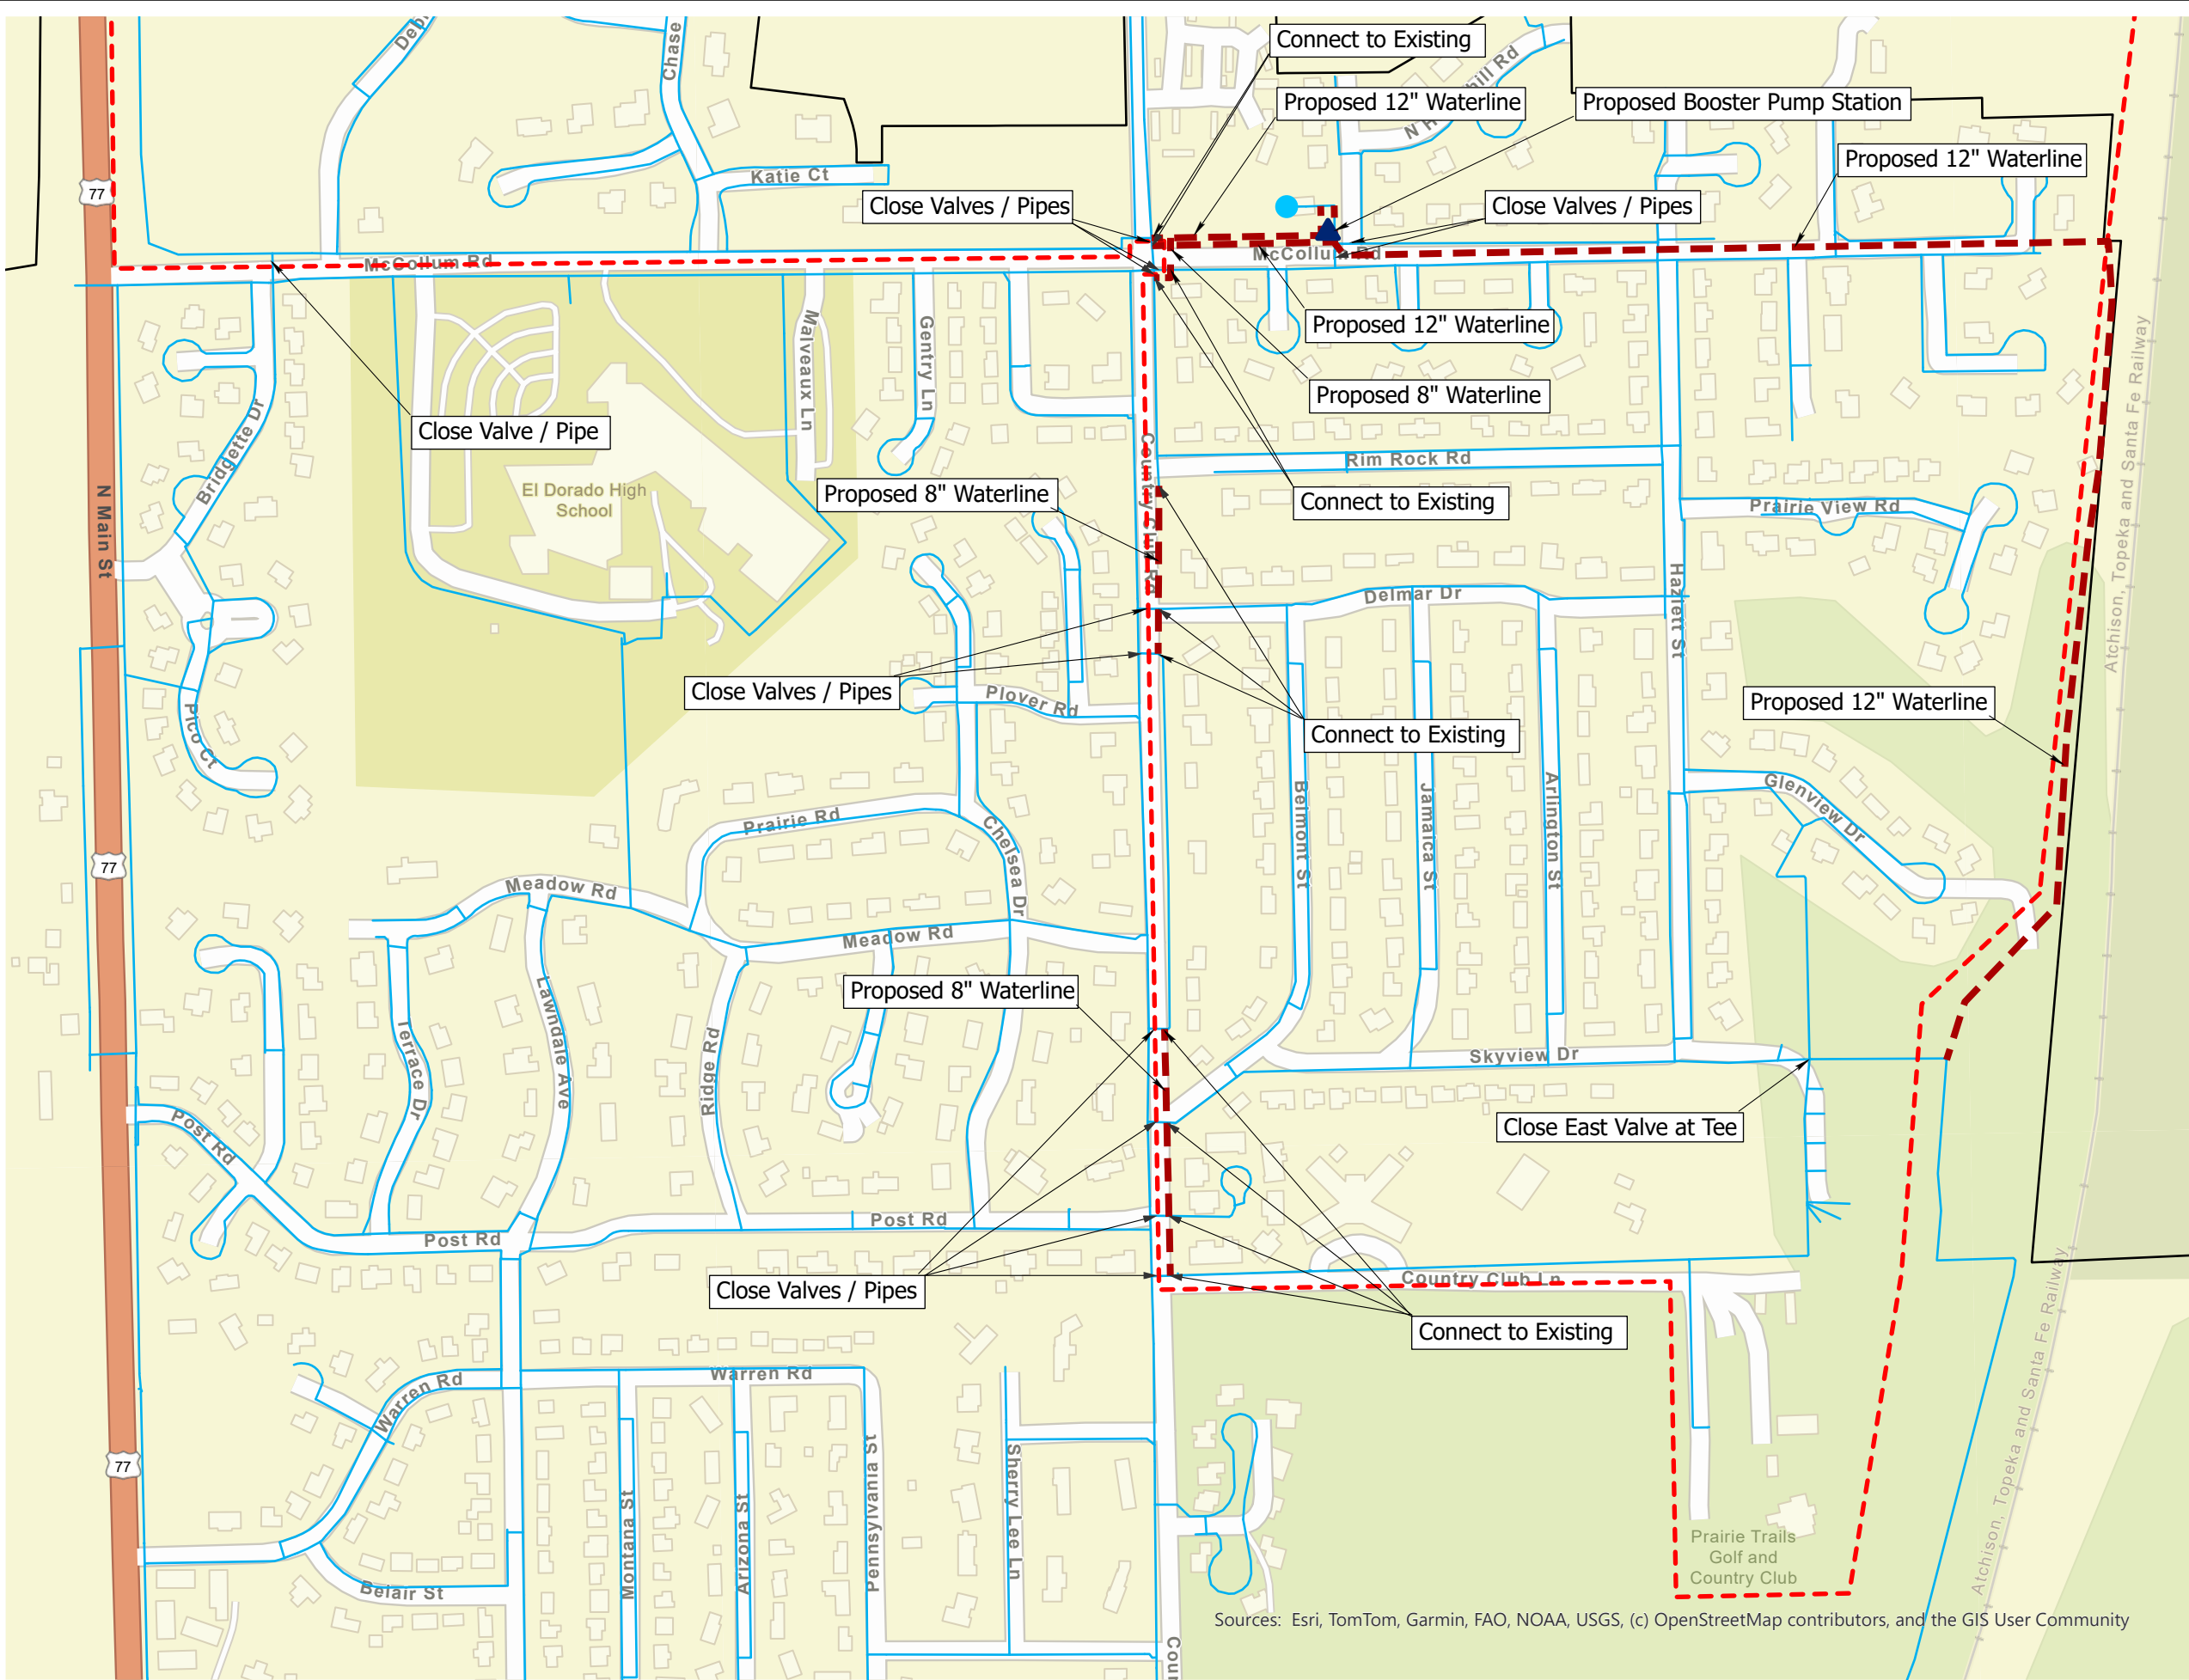 Connect to Existing
Chase
Proposed 12" Waterline
Proposed Booster Pump Station
Proposed 12" Waterline
Katie Ct
77
Close Valves / Pipes
Close Valves / Pipes
McCollum Rd
McCollum Rd
Proposed 12" Waterline
Malveaux Ln
Gentry Ln
Proposed 8" Waterline
Close Valve / Pipe
Bridgette Dr
Rim Rock Rd
El Dorado High
School
Proposed 8" Waterline
Country Club Rd
Connect to Existing
Prairie View Rd
N Main St
Atchison, Topeka and Santa Fe Railway
Delmar Dr
Hazlett St
Close Valves / Pipes
Plover Rd
Pico Ct
Connect to Existing
Proposed 12" Waterline
Prairie Rd
Chelsea Dr
Belmont St
Jamaica St
Arlington St
Glenview Dr
77
Meadow Rd
Meadow Rd
Proposed 8" Waterline
Terrace Dr
Lawndale Ave
Ridge Rd
Skyview Dr
Close East Valve at Tee
Post Rd
Post Rd
Post Rd
Close Valves / Pipes
Country Club Ln
Connect to Existing
Warren Rd
Warren Rd
77
Montana St
Arizona St
Pennsylvania St
Sherry Lee Ln
Belair St
Prairie Trails
Golf and
Country Club
Atchison, Topeka and Santa Fe Railway
Sources: Esri, TomTom, Garmin, FAO, NOAA, USGS, (c) OpenStreetMap contributors, and the GIS User Community